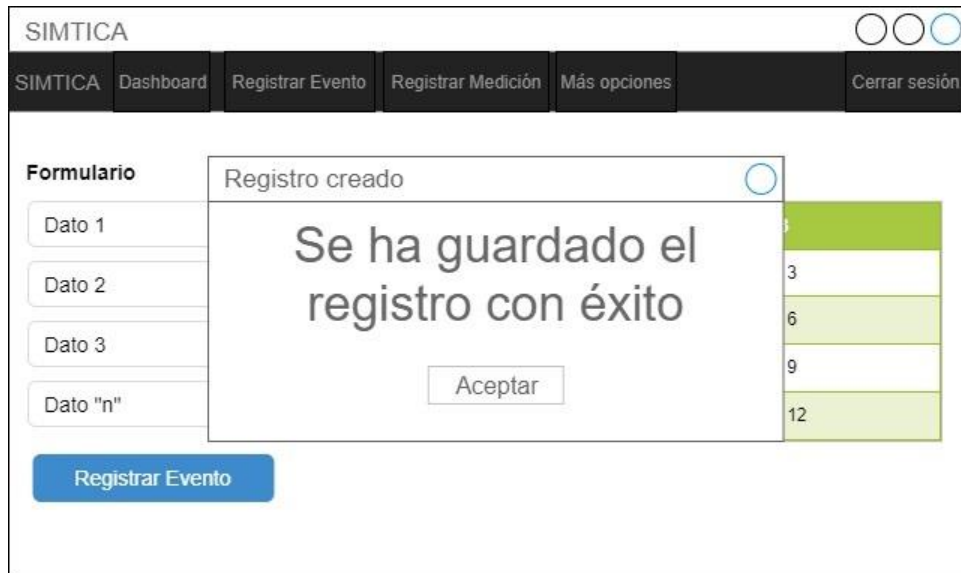 SIMTICA
SIMTICA Dashboard Registrar Evento Registrar Medición Más opciones Cerrar sesión
Formulario
Registro creado
Dato 1
Se ha guardado el
registro con éxito
Dato 2
3
6
Dato 3
9
Aceptar
Dato "n"
12
Registrar Evento